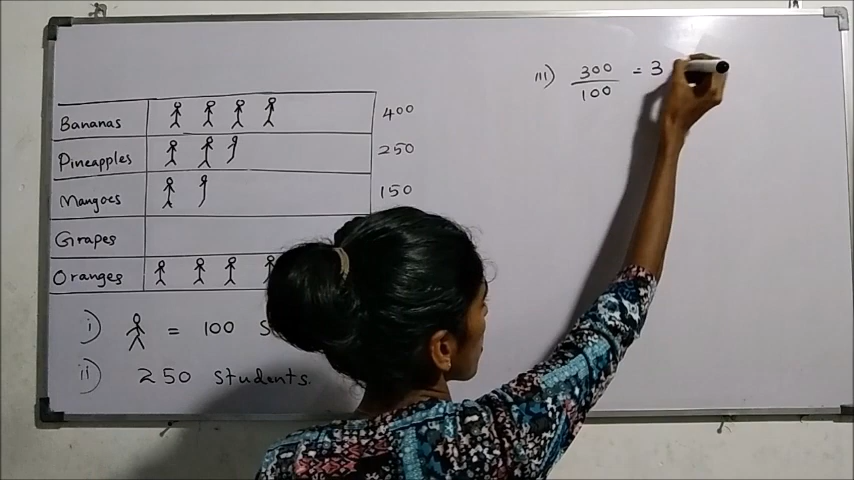 Bananas 400
Pineapples 250
Mangoes 150
Grapes
Oranges
i) = 100 s
ii) 250 students.
iii) 300/100 = 3